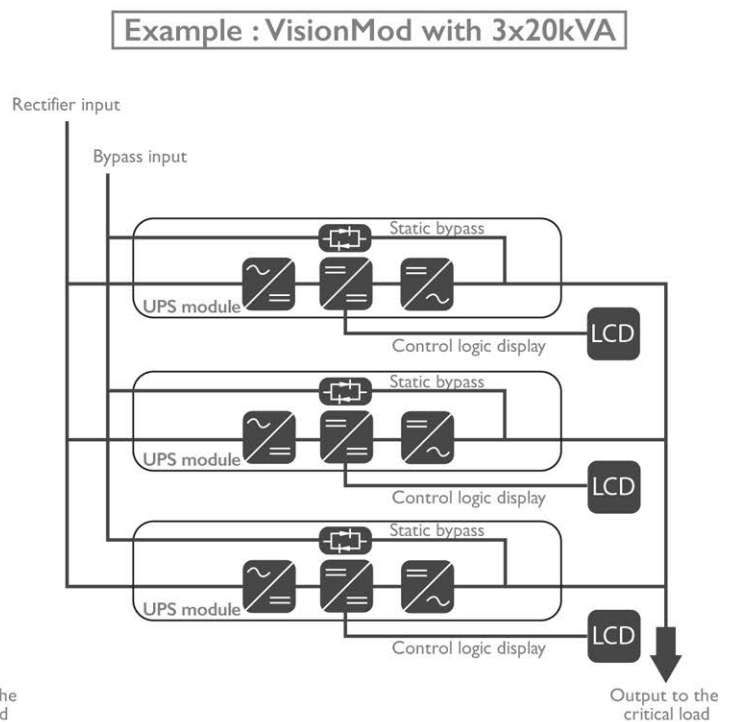 Example : VisionMod with 3x20kVA
Rectifier input
Bypass input
Static bypass
UPS module
LCD
Control logic display
Static bypass
UPS module
LCD
Control logic display
Static bypass
UPS module
LCD
Control logic display
Output to the
critical load